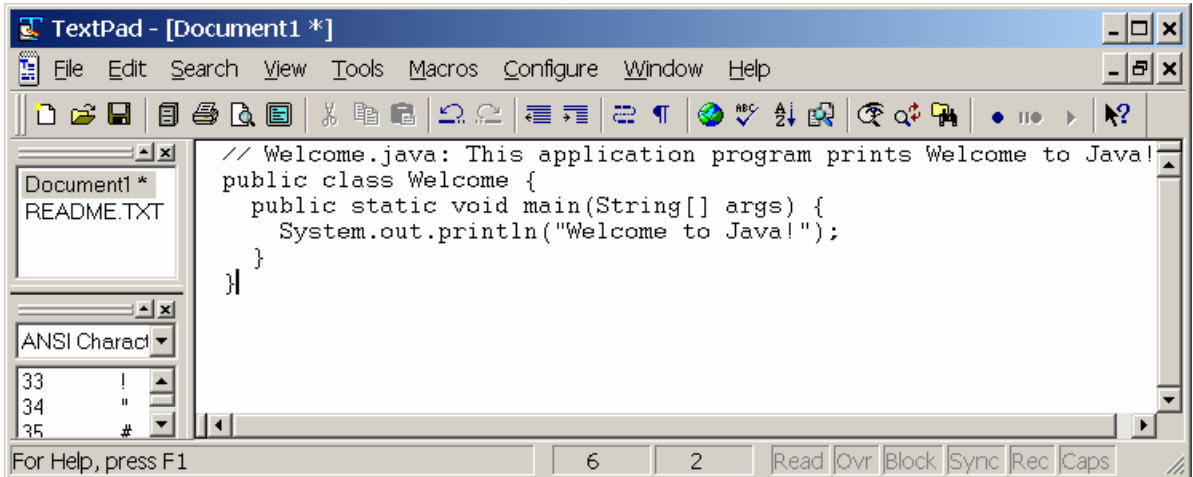 TextPad - [Document1 *]
File Edit Search View Tools Macros Configure Window Help
ABC
Document1 *
README.TXT
// Welcome.java: This application program prints Welcome to Java!
public class Welcome {
  public static void main(String[] args) {
    System.out.println("Welcome to Java!");
  }
}
ANSI Charact
33 !
34 "
35 #
For Help, press F1 6 2 Read Ovr Block Sync Rec Caps